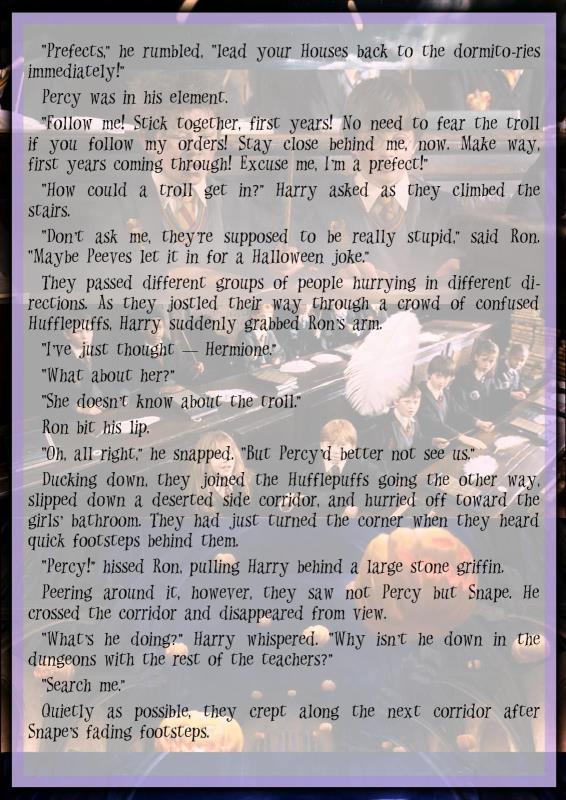 "Prefects," he rumbled, "lead your Houses back to the dormito-ries
immediately!"
Percy was in his element.
"Follow me! Stick together, first years! No need to fear the troll
if you follow my orders! Stay close behind me, now. Make way,
first years coming through! Excuse me, I'm a prefect!"
"How could a troll get in?" Harry asked as they climbed the
stairs.
"Don't ask me, they're supposed to be really stupid," said Ron.
"Maybe Peeves let it in for a Halloween joke."
They passed different groups of people hurrying in different di-
rections. As they jostled their way through a crowd of confused
Hufflepuffs, Harry suddenly grabbed Ron's arm.
"I've just thought — Hermione."
"What about her?"
"She doesn't know about the troll."
Ron bit his lip.
"Oh, all right," he snapped. "But Percy'd better not see us."
Ducking down, they joined the Hufflepuffs going the other way,
slipped down a deserted side corridor, and hurried off toward the
girls' bathroom. They had just turned the corner when they heard
quick footsteps behind them.
"Percy!" hissed Ron, pulling Harry behind a large stone griffin.
Peering around it, however, they saw not Percy but Snape. He
crossed the corridor and disappeared from view.
"What's he doing?" Harry whispered. "Why isn't he down in the
dungeons with the rest of the teachers?"
"Search me."
Quietly as possible, they crept along the next corridor after
Snape's fading footsteps.